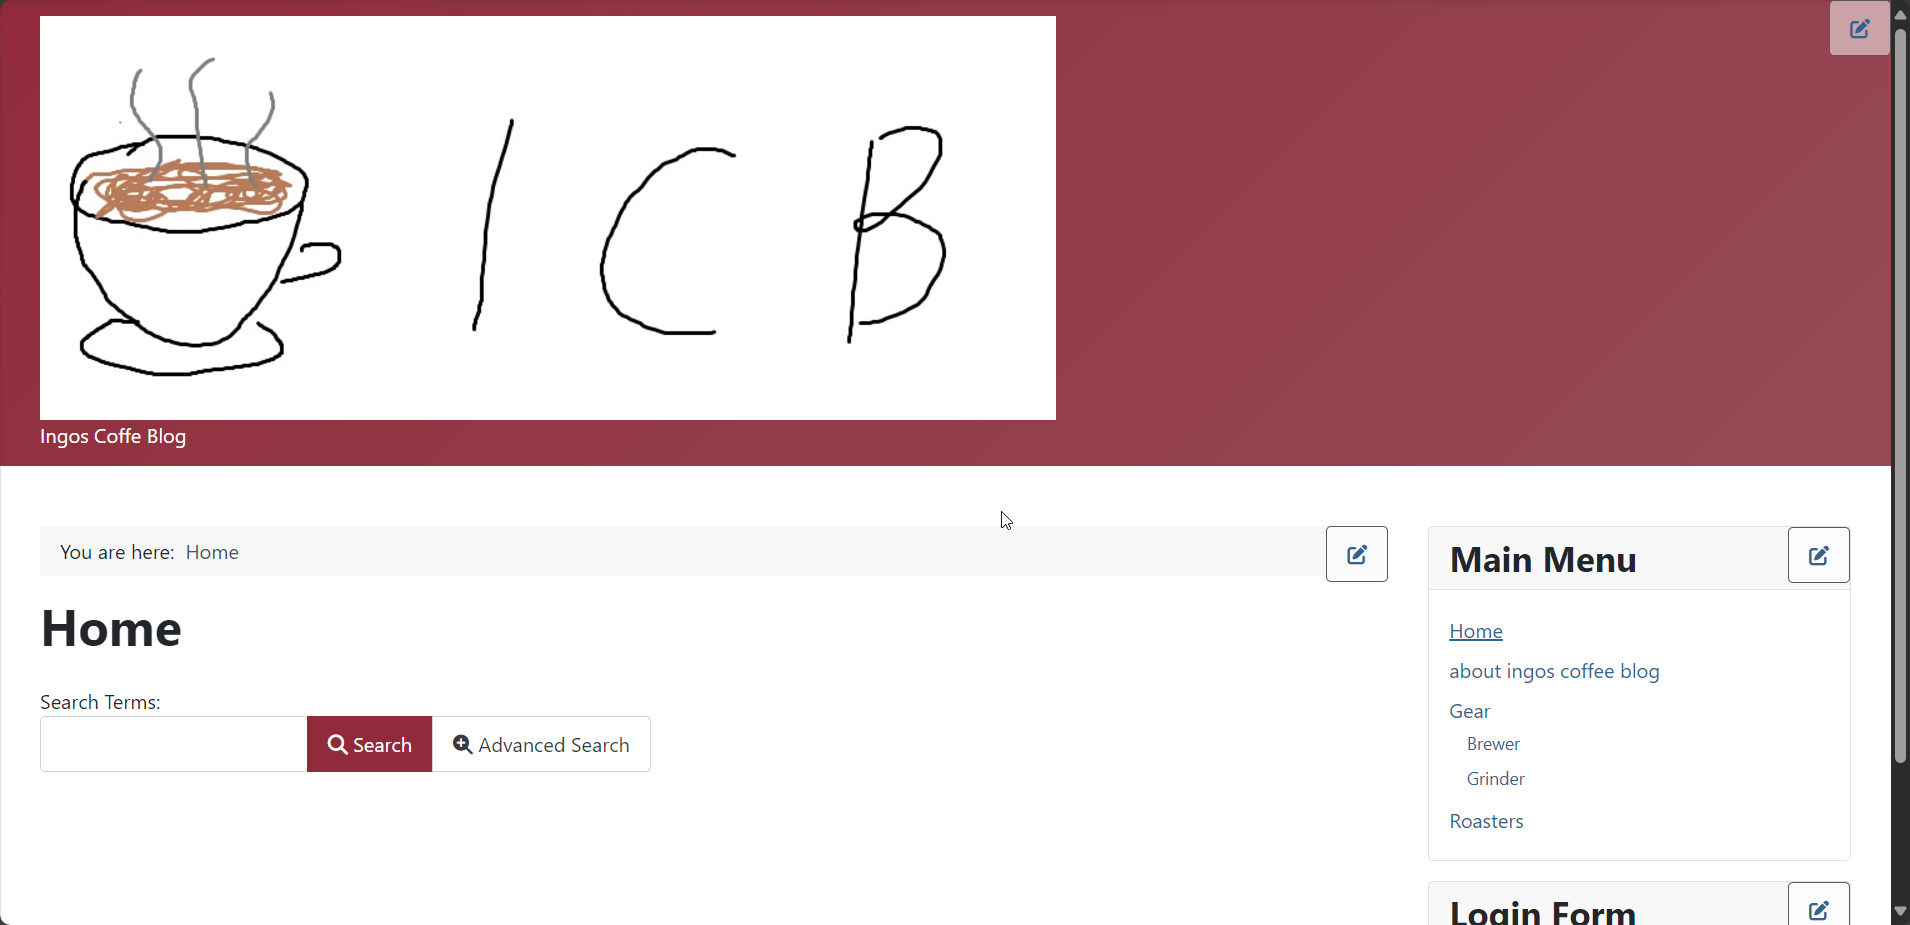 I C B
Ingos Coffe Blog
You are here: Home
Home
Search Terms:
Search
Advanced Search
Main Menu
Home
about ingos coffee blog
Gear
Brewer
Grinder
Roasters
Login Form